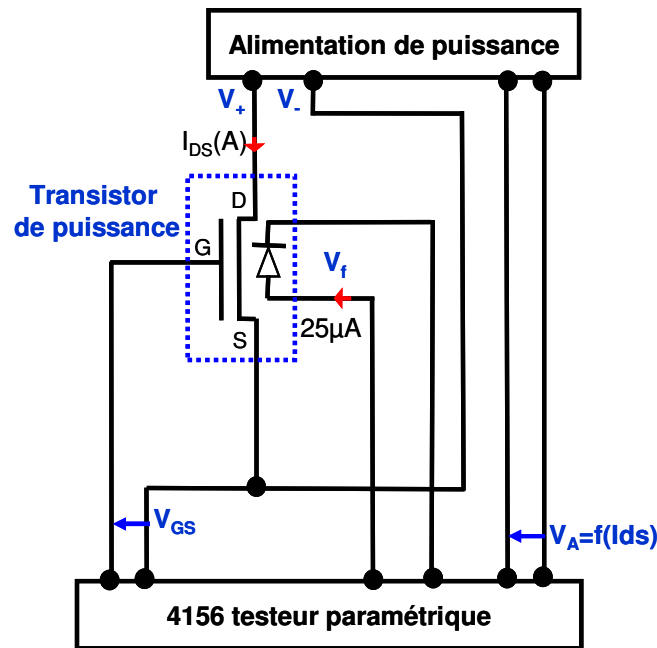 Alimentation de puissance
V+ V-
IDS(A)
Transistor
de puissance
D
G
Vf
25µA
S
VGS
VA=f(Ids)
4156 testeur paramétrique